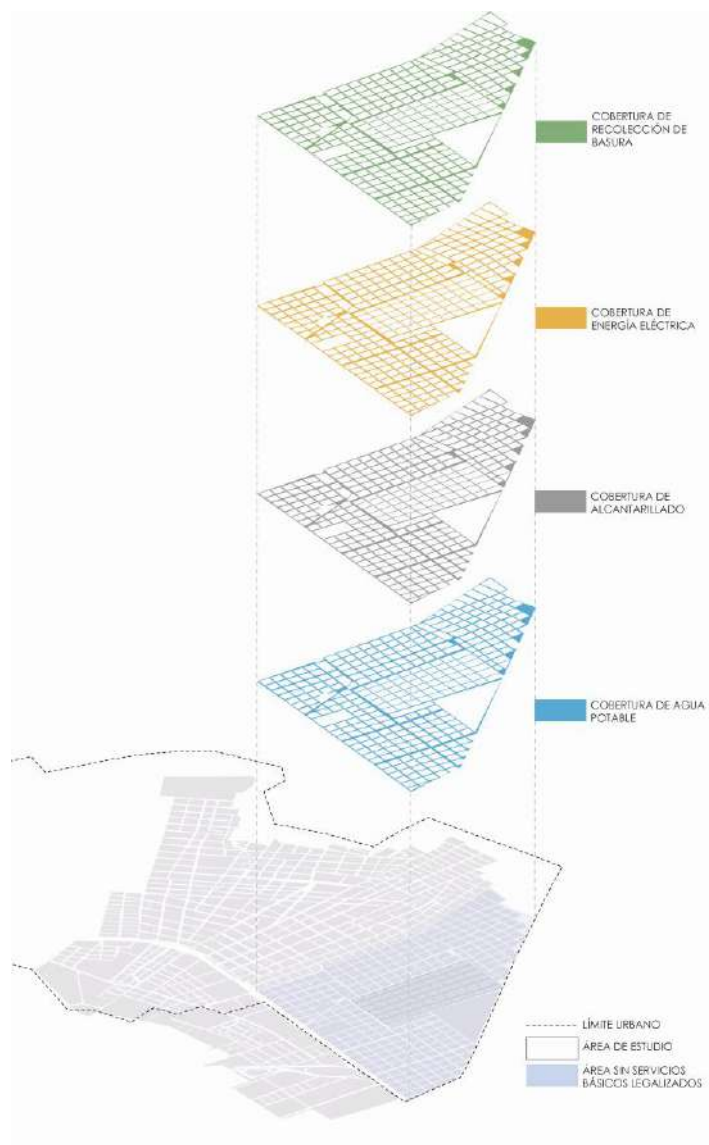 COBERTURA DE
RECOLECCIÓN DE
BASURA
COBERTURA DE
ENERGÍA ELÉCTRICA
COBERTURA DE
ALCANTARILLADO
COBERTURA DE AGUA
POTABLE
LÍMITE URBANO
ÁREA DE ESTUDIO
ÁREA SIN SERVICIOS
BÁSICOS LEGALIZADOS